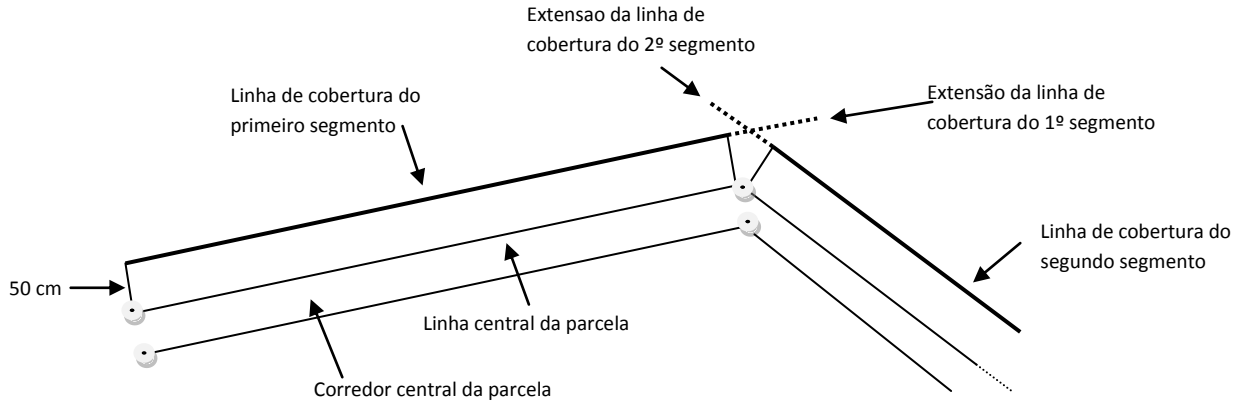 Extensao da linha de
cobertura do 2º segmento
Linha de cobertura do
primeiro segmento
Extensão da linha de
cobertura do 1º segmento
Linha de cobertura do
segundo segmento
50 cm
Linha central da parcela
Corredor central da parcela